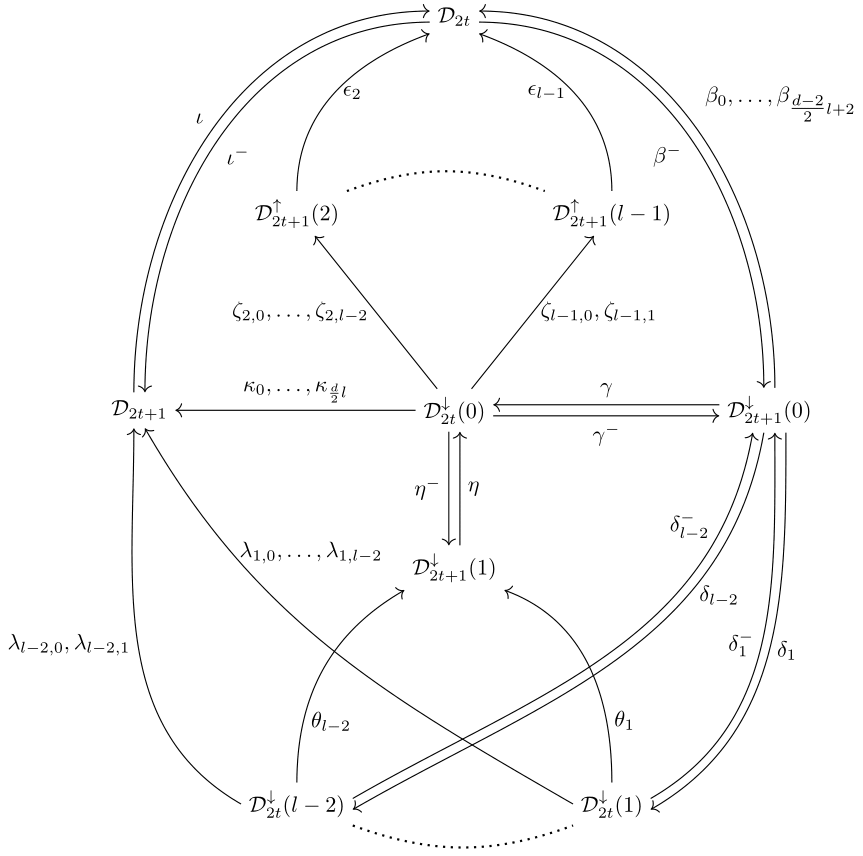 𝒟_{2t}
ϵ_2
ϵ_{l−1}
β_0, . . . , β_{\frac{d−2}{2}l+2}
ι
ι^−
β^−
𝒟^↑_{2t+1}(2)
𝒟^↑_{2t+1}(l − 1)
ζ_{2,0}, . . . , ζ_{2,l−2}
ζ_{l−1,0}, ζ_{l−1,1}
κ_0, . . . , κ_{\frac{d}{2}l}
γ
𝒟_{2t+1}
𝒟^↓_{2t}(0)
𝒟^↓_{2t+1}(0)
γ^−
η^−
η
δ^−_{l−2}
λ_{1,0}, . . . , λ_{1,l−2}
𝒟^↓_{2t+1}(1)
δ_{l−2}
λ_{l−2,0}, λ_{l−2,1}
δ^−_1
δ_1
θ_{l−2}
θ_1
𝒟^↓_{2t}(l − 2)
𝒟^↓_{2t}(1)